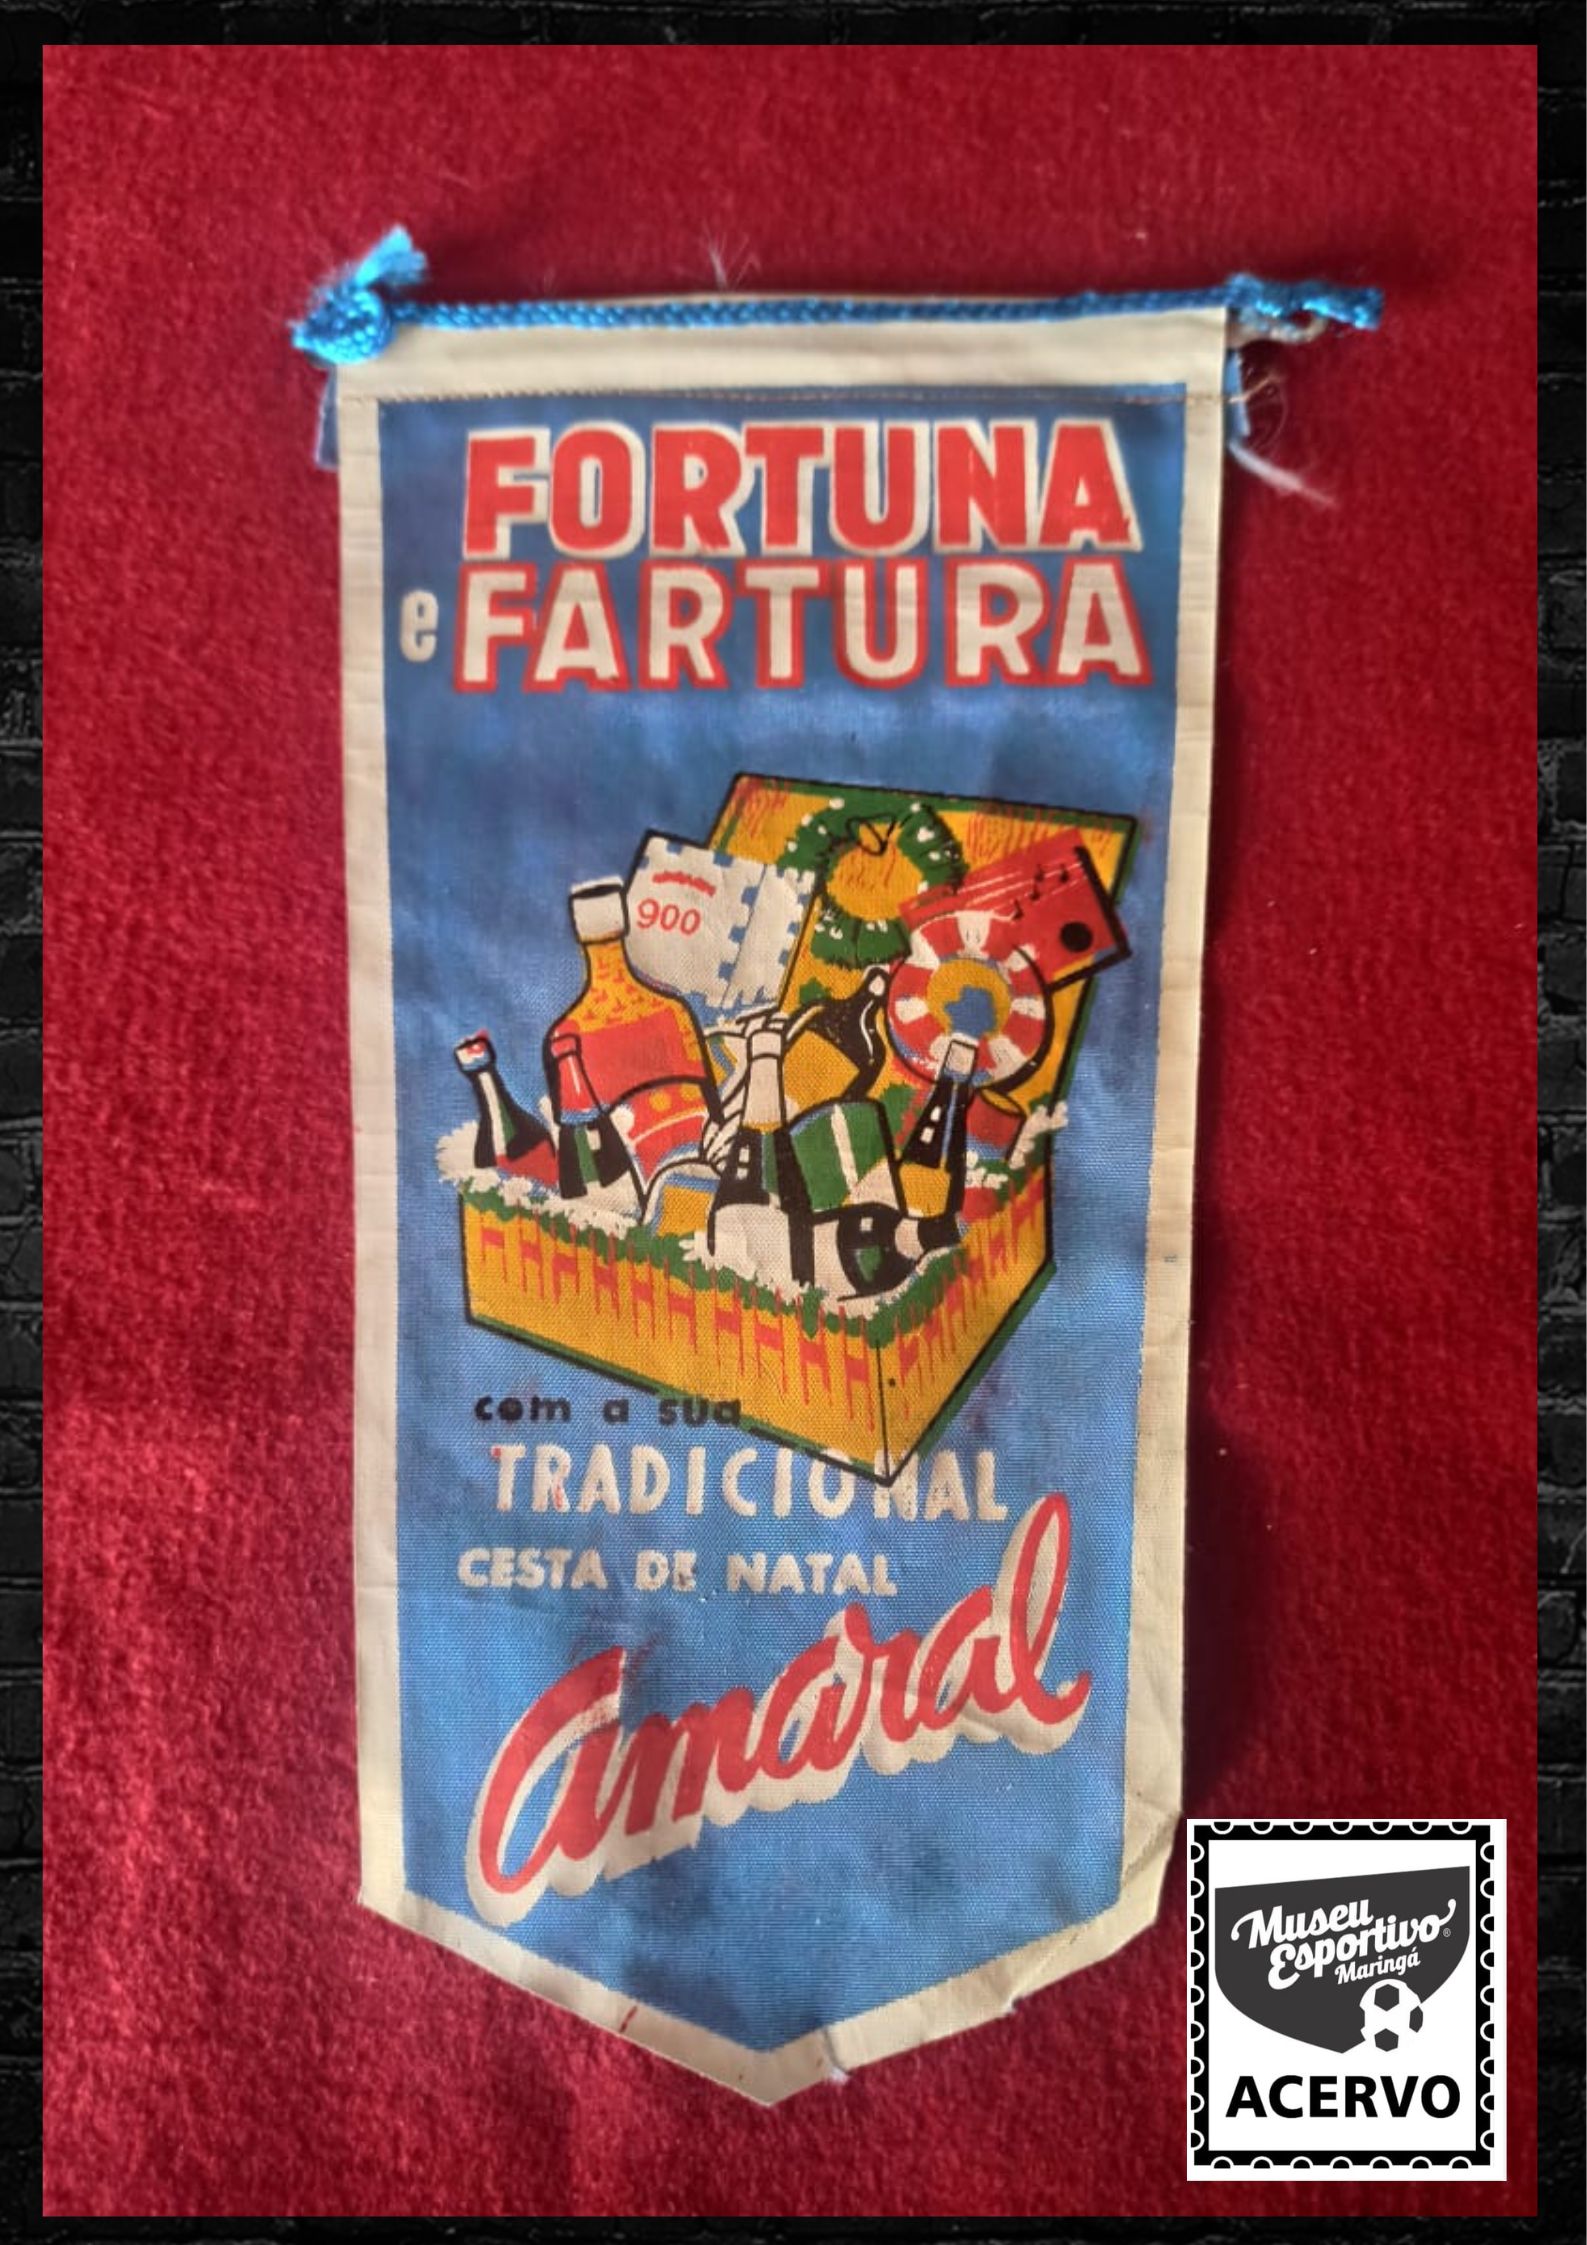 FORTUNA
e FARTURA
900
com a sua
TRADICIONAL
CESTA DE NATAL
Amaral
Museu
Esportivo®
Maringá
ACERVO